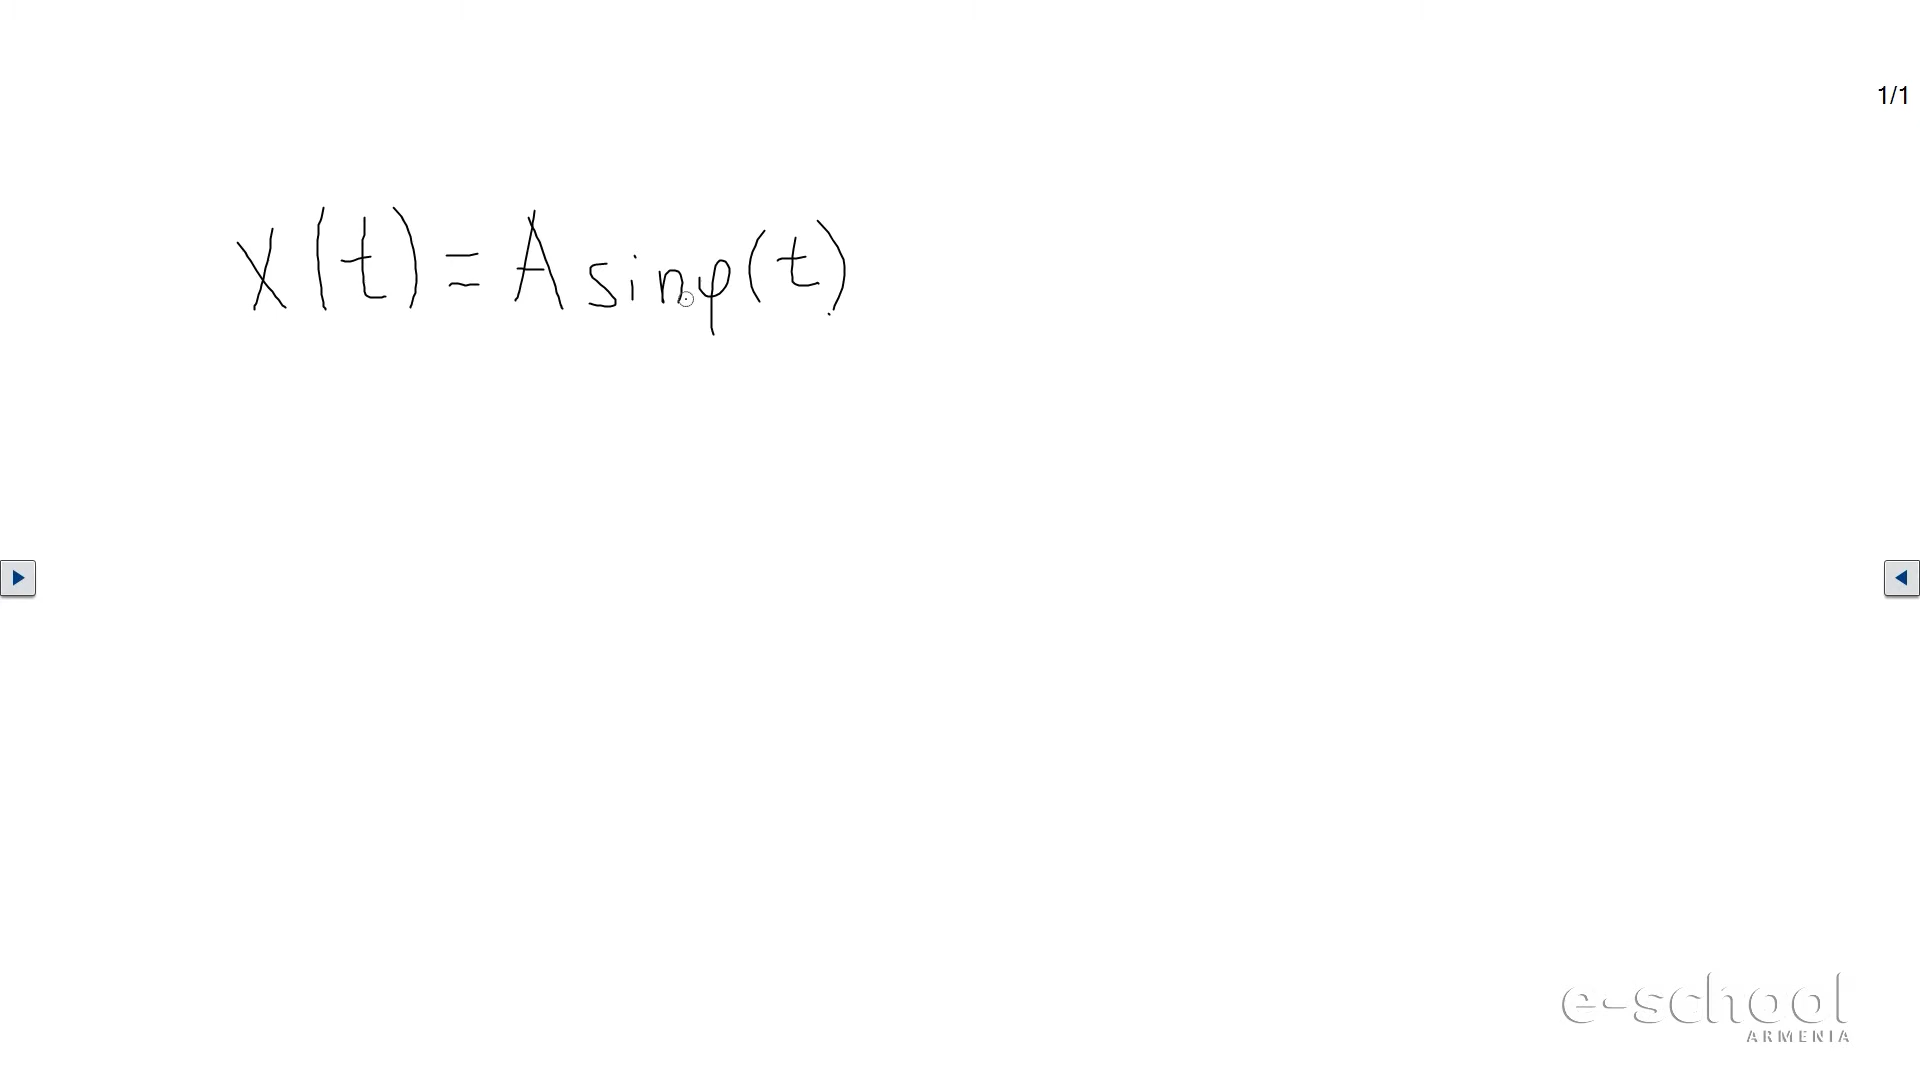 1/1
x(t) = A sinφ(t)
e-school
ARMENIA